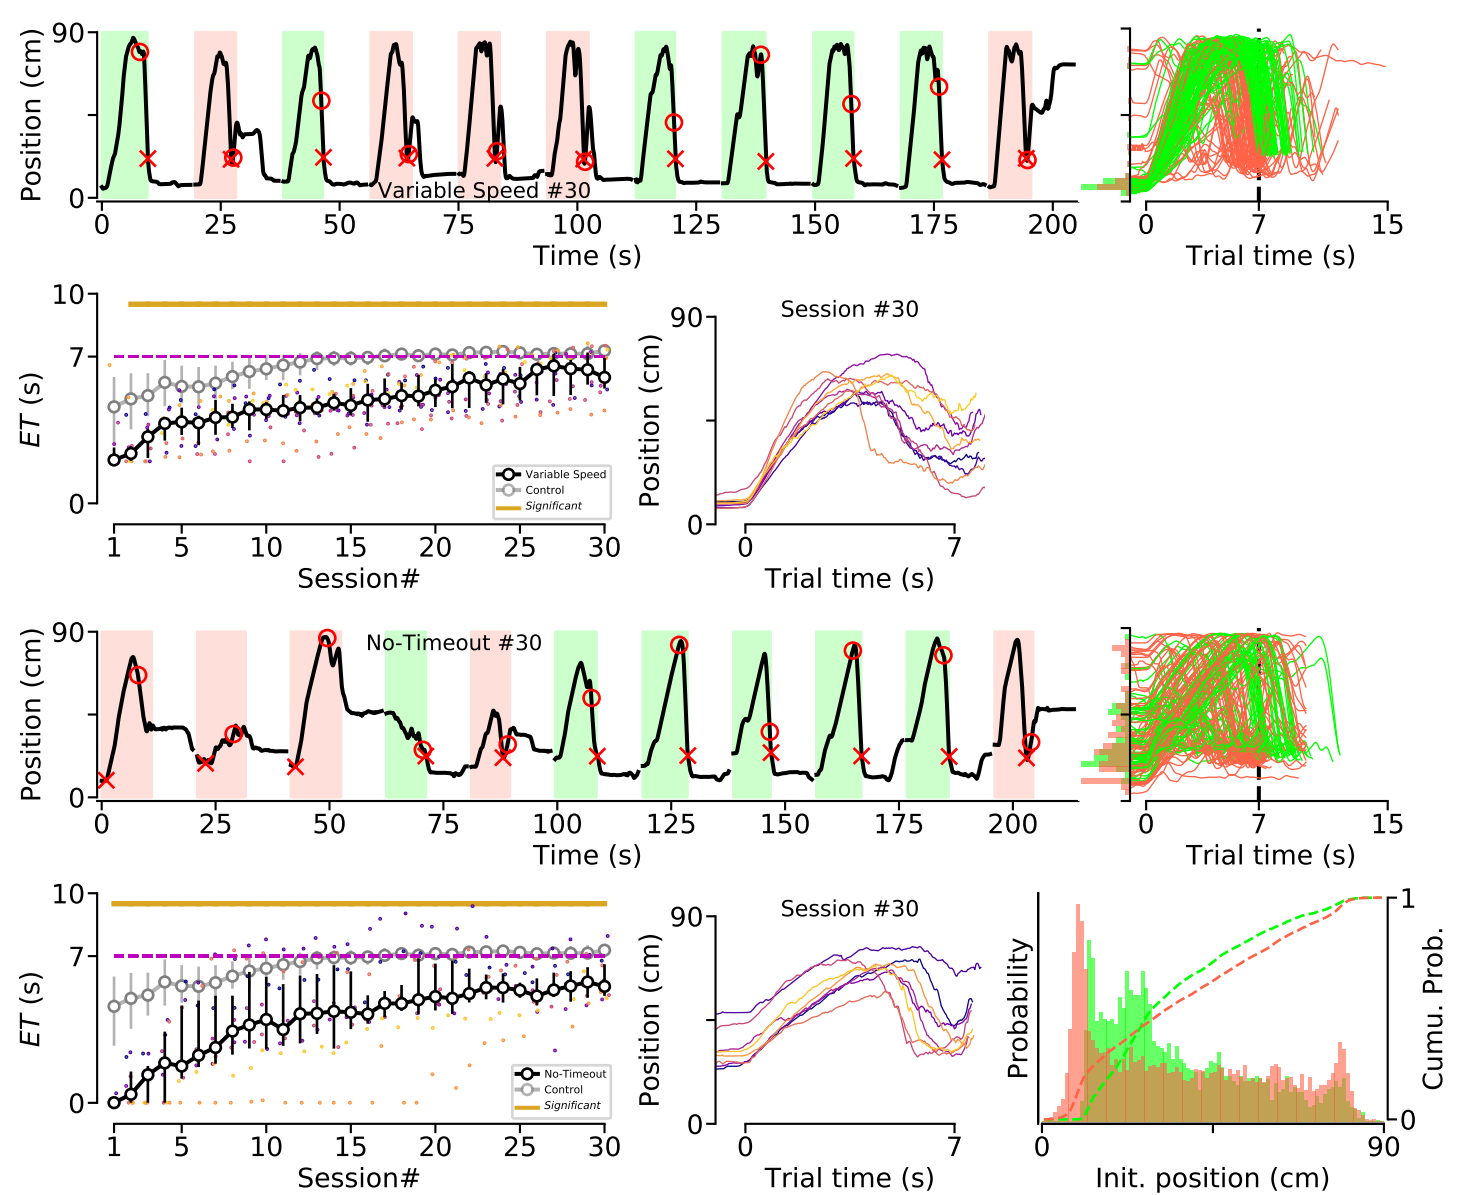 90
Position (cm)
0
Variable Speed #30
0 25 50 75 100 125 150 175 200
Time (s)
0 7 15
Trial time (s)
10
7
ET (s)
0
Variable Speed
Control
Significant
1 5 10 15 20 25 30
Session#
Session #30
90
Position (cm)
0
0 7
Trial time (s)
90
Position (cm)
0
No-Timeout #30
0 25 50 75 100 125 150 175 200
Time (s)
0 7 15
Trial time (s)
10
7
ET (s)
0
No-Timeout
Control
Significant
1 5 10 15 20 25 30
Session#
Session #30
90
Position (cm)
0
0 7
Trial time (s)
Probability
1
Cumu. Prob.
0
0 90
Init. position (cm)